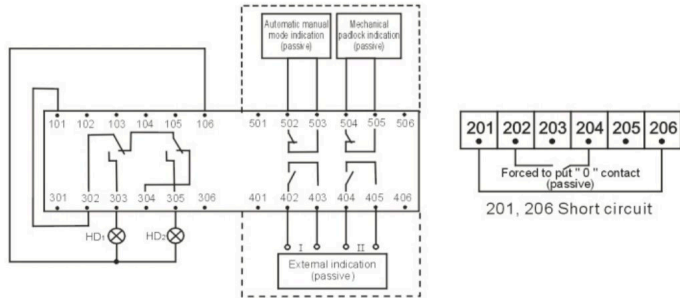 Automatic manual
mode indication
(passive)
Mechanical
padlock indication
(passive)
101 102 103 104 105 106 501 502 503 504 505 506
301 302 303 304 305 306 401 402 403 404 405 406
HD1 HD2 I II
External indication
(passive)
201 202 203 204 205 206
Forced to put " 0 " contact
(passive)
201, 206 Short circuit